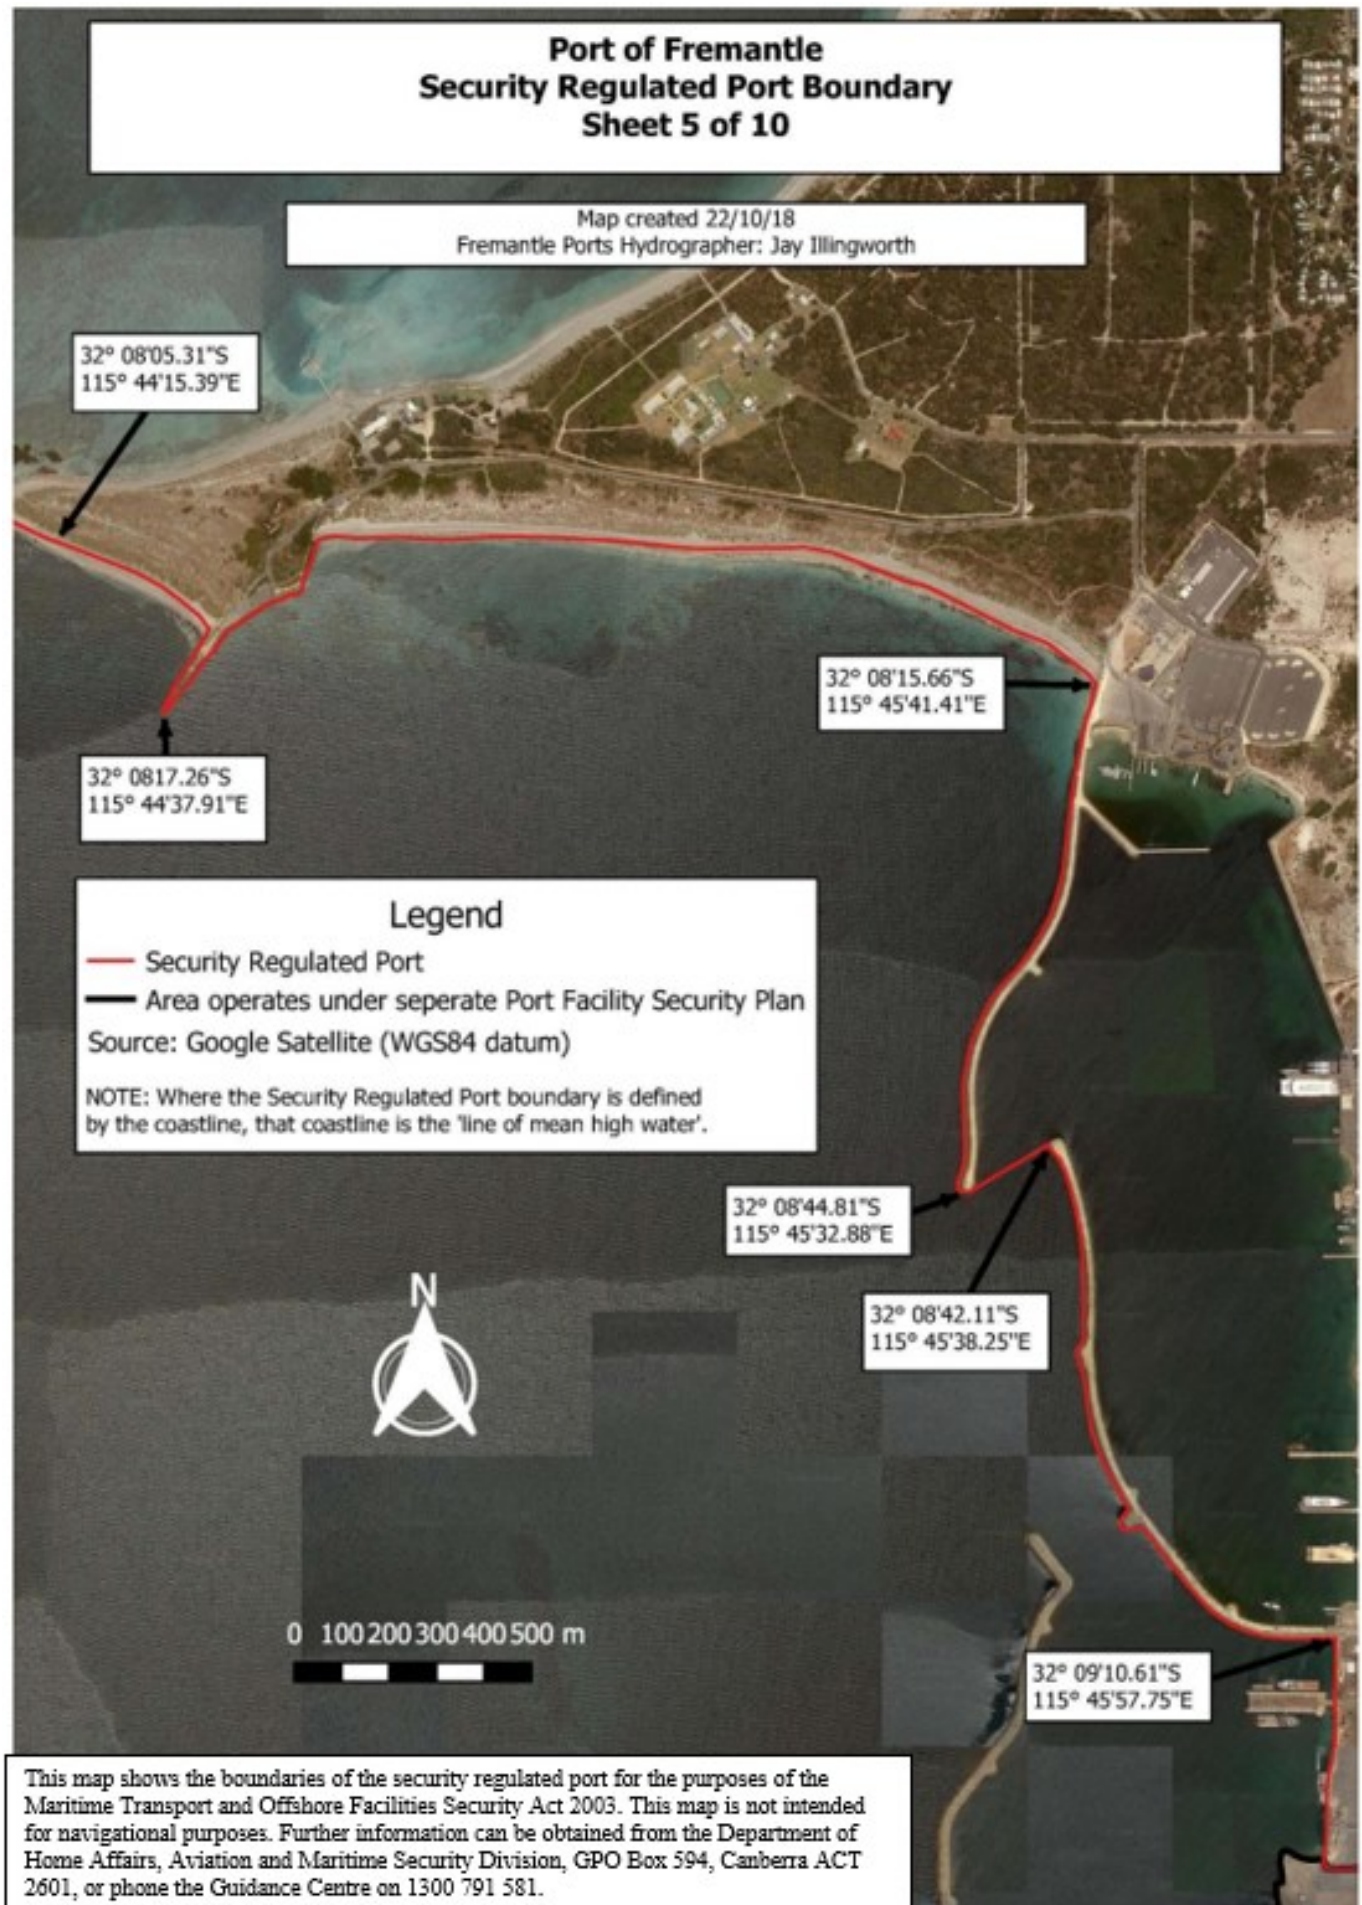 Port of Fremantle
Security Regulated Port Boundary
Sheet 5 of 10
Map created 22/10/18
Fremantle Ports Hydrographer: Jay Illingworth
32° 08'05.31"S
115° 44'15.39"E
32° 08'15.66"S
115° 45'41.41"E
32° 0817.26"S
115° 44'37.91"E
Legend
Security Regulated Port
Area operates under seperate Port Facility Security Plan
Source: Google Satellite (WGS84 datum)
NOTE: Where the Security Regulated Port boundary is defined
by the coastline, that coastline is the 'line of mean high water'.
32° 08'44.81"S
115° 45'32.88"E
N
32° 08'42.11"S
115° 45'38.25"E
0 100 200 300 400 500 m
32° 09'10.61"S
115° 45'57.75"E
This map shows the boundaries of the security regulated port for the purposes of the
Maritime Transport and Offshore Facilities Security Act 2003. This map is not intended
for navigational purposes. Further information can be obtained from the Department of
Home Affairs, Aviation and Maritime Security Division, GPO Box 594, Canberra ACT
2601, or phone the Guidance Centre on 1300 791 581.